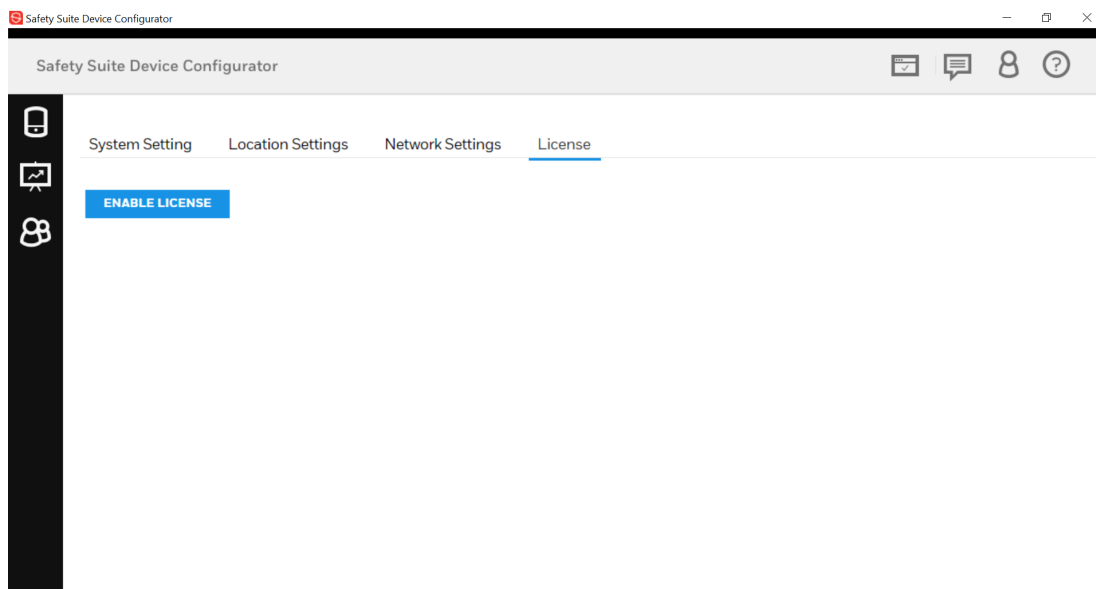 Safety Suite Device Configurator
Safety Suite Device Configurator
System Setting Location Settings Network Settings License
ENABLE LICENSE